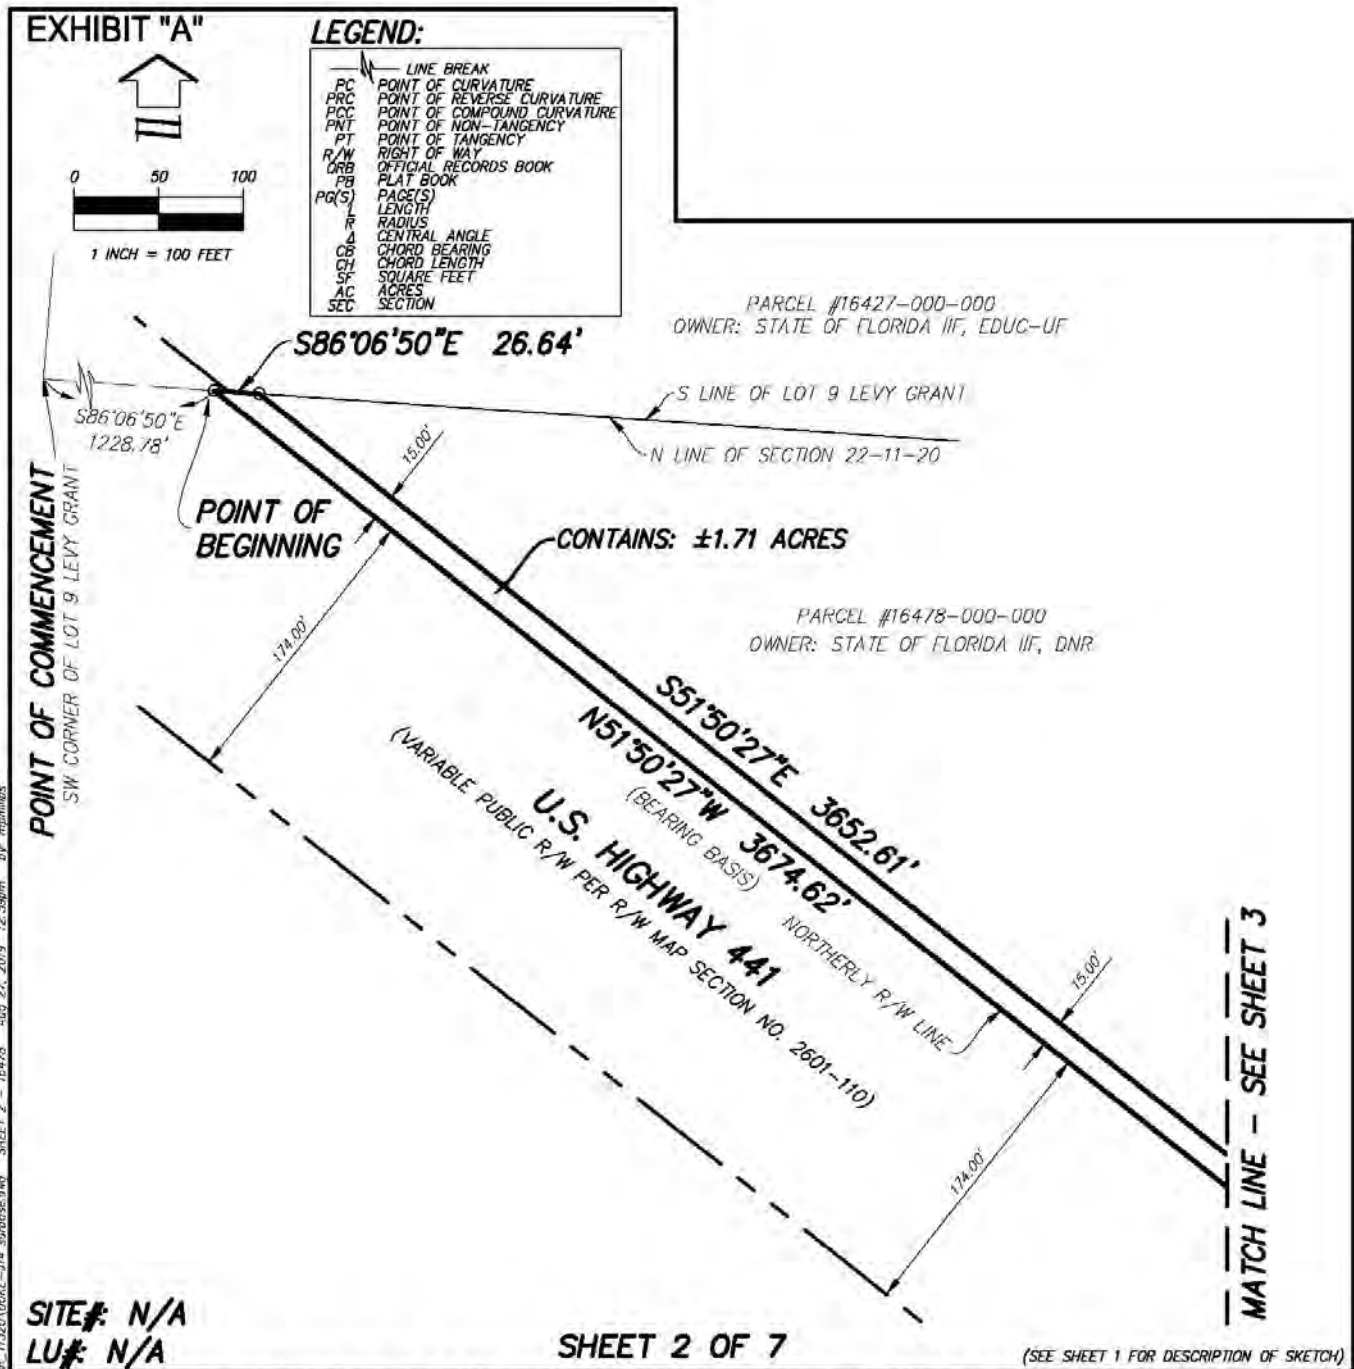 EXHIBIT "A"
0 50 100
1 INCH = 100 FEET
LEGEND:
LINE BREAK
PC POINT OF CURVATURE
PRC POINT OF REVERSE CURVATURE
PCC POINT OF COMPOUND CURVATURE
PNT POINT OF NON-TANGENCY
PT POINT OF TANGENCY
R/W RIGHT OF WAY
ORB OFFICIAL RECORDS BOOK
PB PLAT BOOK
PG(S) PAGE(S)
L LENGTH
R RADIUS
Δ CENTRAL ANGLE
CB CHORD BEARING
CH CHORD LENGTH
SF SQUARE FEET
AC ACRES
SEC SECTION
PARCEL #16427-000-000
OWNER: STATE OF FLORIDA IIF, EDUC-UF
S86°06'50"E 26.64'
S LINE OF LOT 9 LEVY GRANT
N LINE OF SECTION 22-11-20
S86°06'50"E
1228.78'
POINT OF COMMENCEMENT
SW CORNER OF LOT 9 LEVY GRANT
POINT OF
BEGINNING
15.00'
174.00'
CONTAINS: ±1.71 ACRES
PARCEL #16478-000-000
OWNER: STATE OF FLORIDA IIF, DNR
S51°50'27"E 3652.61'
N51°50'27"W 3674.62'
(BEARING BASIS)
U.S. HIGHWAY 441
(VARIABLE PUBLIC R/W PER R/W MAP SECTION NO. 2601-110)
NORTHERLY R/W LINE
15.00'
174.00'
MATCH LINE - SEE SHEET 3
SITE#: N/A
LU#: N/A
SHEET 2 OF 7
(SEE SHEET 1 FOR DESCRIPTION OF SKETCH)